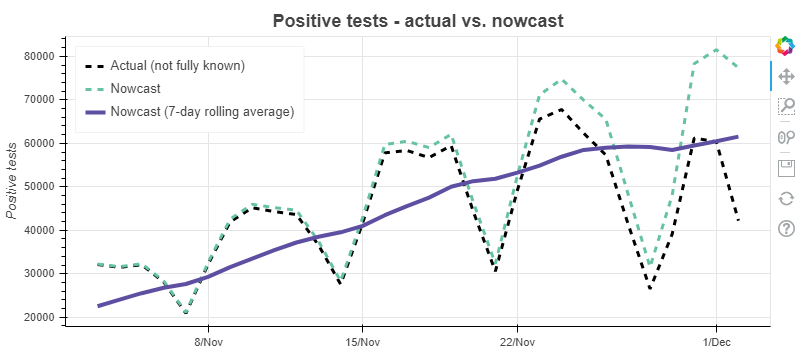 Positive tests - actual vs. nowcast
Actual (not fully known)
Nowcast
Nowcast (7-day rolling average)
Positive tests
80000
70000
60000
50000
40000
30000
20000
8/Nov
15/Nov
22/Nov
1/Dec